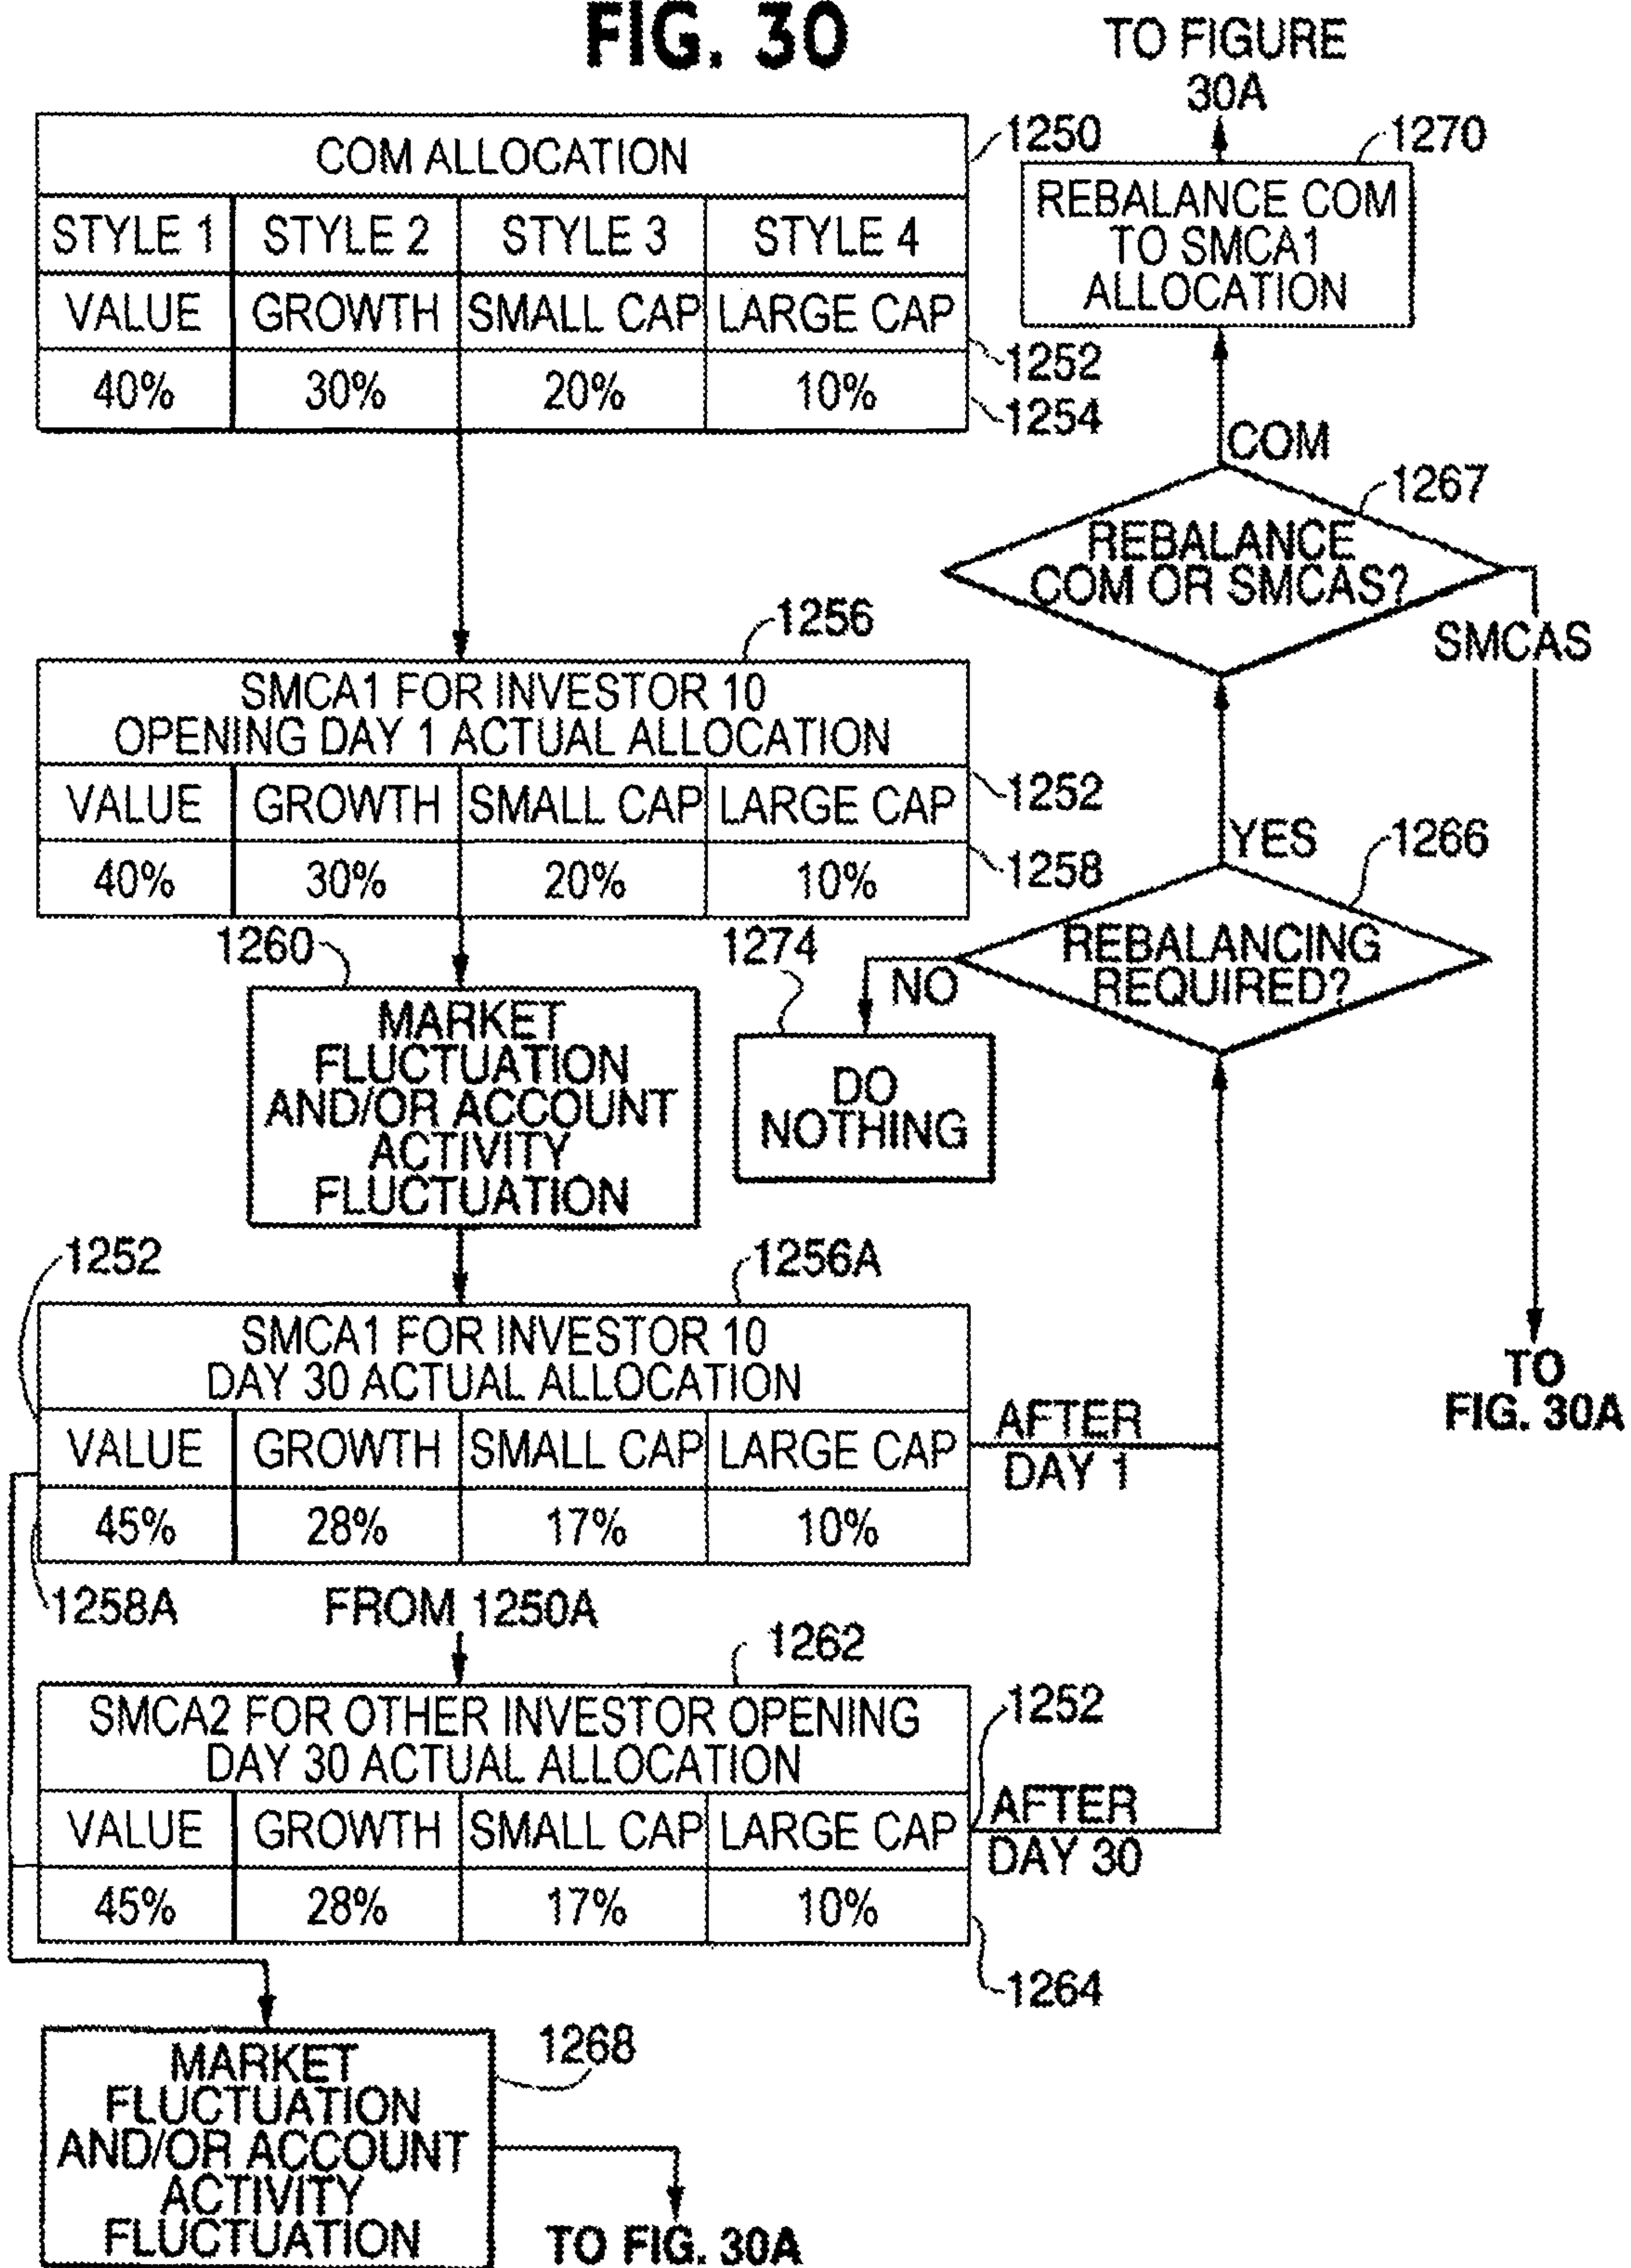 FIG. 30
TO FIGURE
30A
COM ALLOCATION
1250
STYLE 1 STYLE 2 STYLE 3 STYLE 4
VALUE GROWTH SMALL CAP LARGE CAP
1252
40% 30% 20% 10%
1254
1270
REBALANCE COM
TO SMCA1
ALLOCATION
COM
1267
REBALANCE
COM OR SMCAS?
SMCAS
1256
SMCA1 FOR INVESTOR 10
OPENING DAY 1 ACTUAL ALLOCATION
VALUE GROWTH SMALL CAP LARGE CAP
1252
40% 30% 20% 10%
1258
YES
1266
REBALANCING
REQUIRED?
NO
1274
DO
NOTHING
1260
MARKET
FLUCTUATION
AND/OR ACCOUNT
ACTIVITY
FLUCTUATION
1252
1256A
SMCA1 FOR INVESTOR 10
DAY 30 ACTUAL ALLOCATION
VALUE GROWTH SMALL CAP LARGE CAP
45% 28% 17% 10%
AFTER
DAY 1
TO
FIG. 30A
1258A
FROM 1250A
1262
SMCA2 FOR OTHER INVESTOR OPENING
DAY 30 ACTUAL ALLOCATION
1252
VALUE GROWTH SMALL CAP LARGE CAP
45% 28% 17% 10%
AFTER
DAY 30
1264
1268
MARKET
FLUCTUATION
AND/OR ACCOUNT
ACTIVITY
FLUCTUATION
TO FIG. 30A